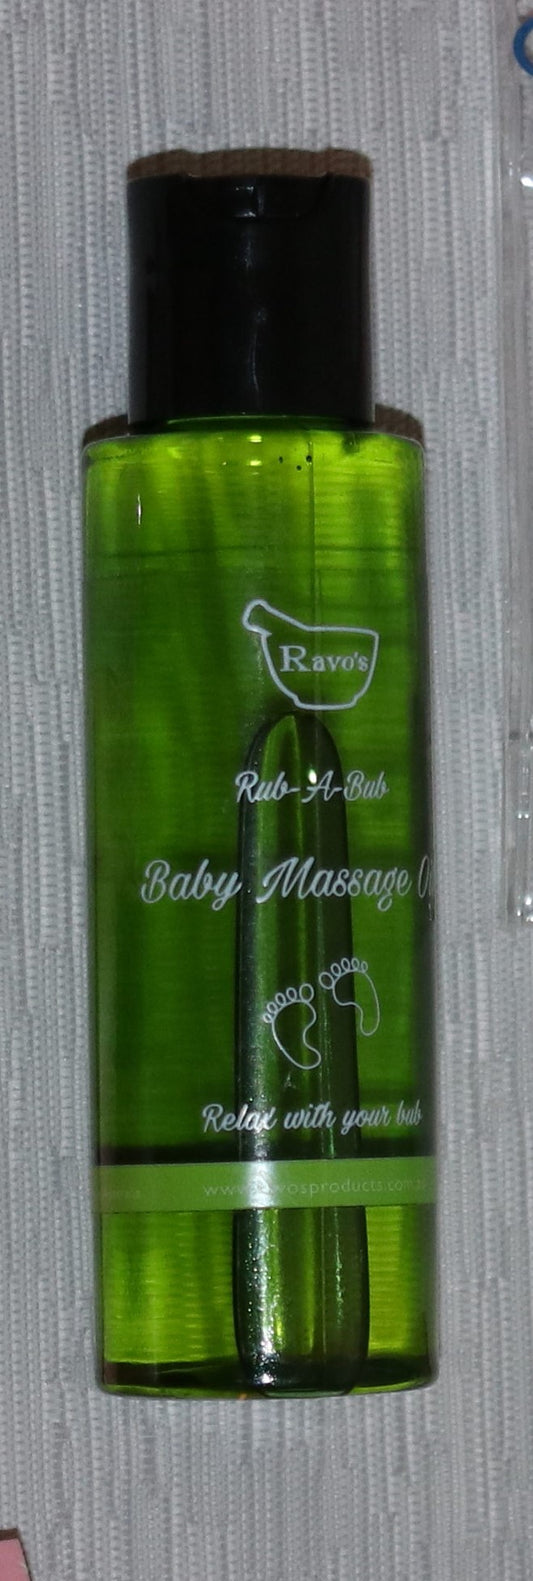 Ravo's
Rub-A-Bub
Baby Massage
Relax with your bub